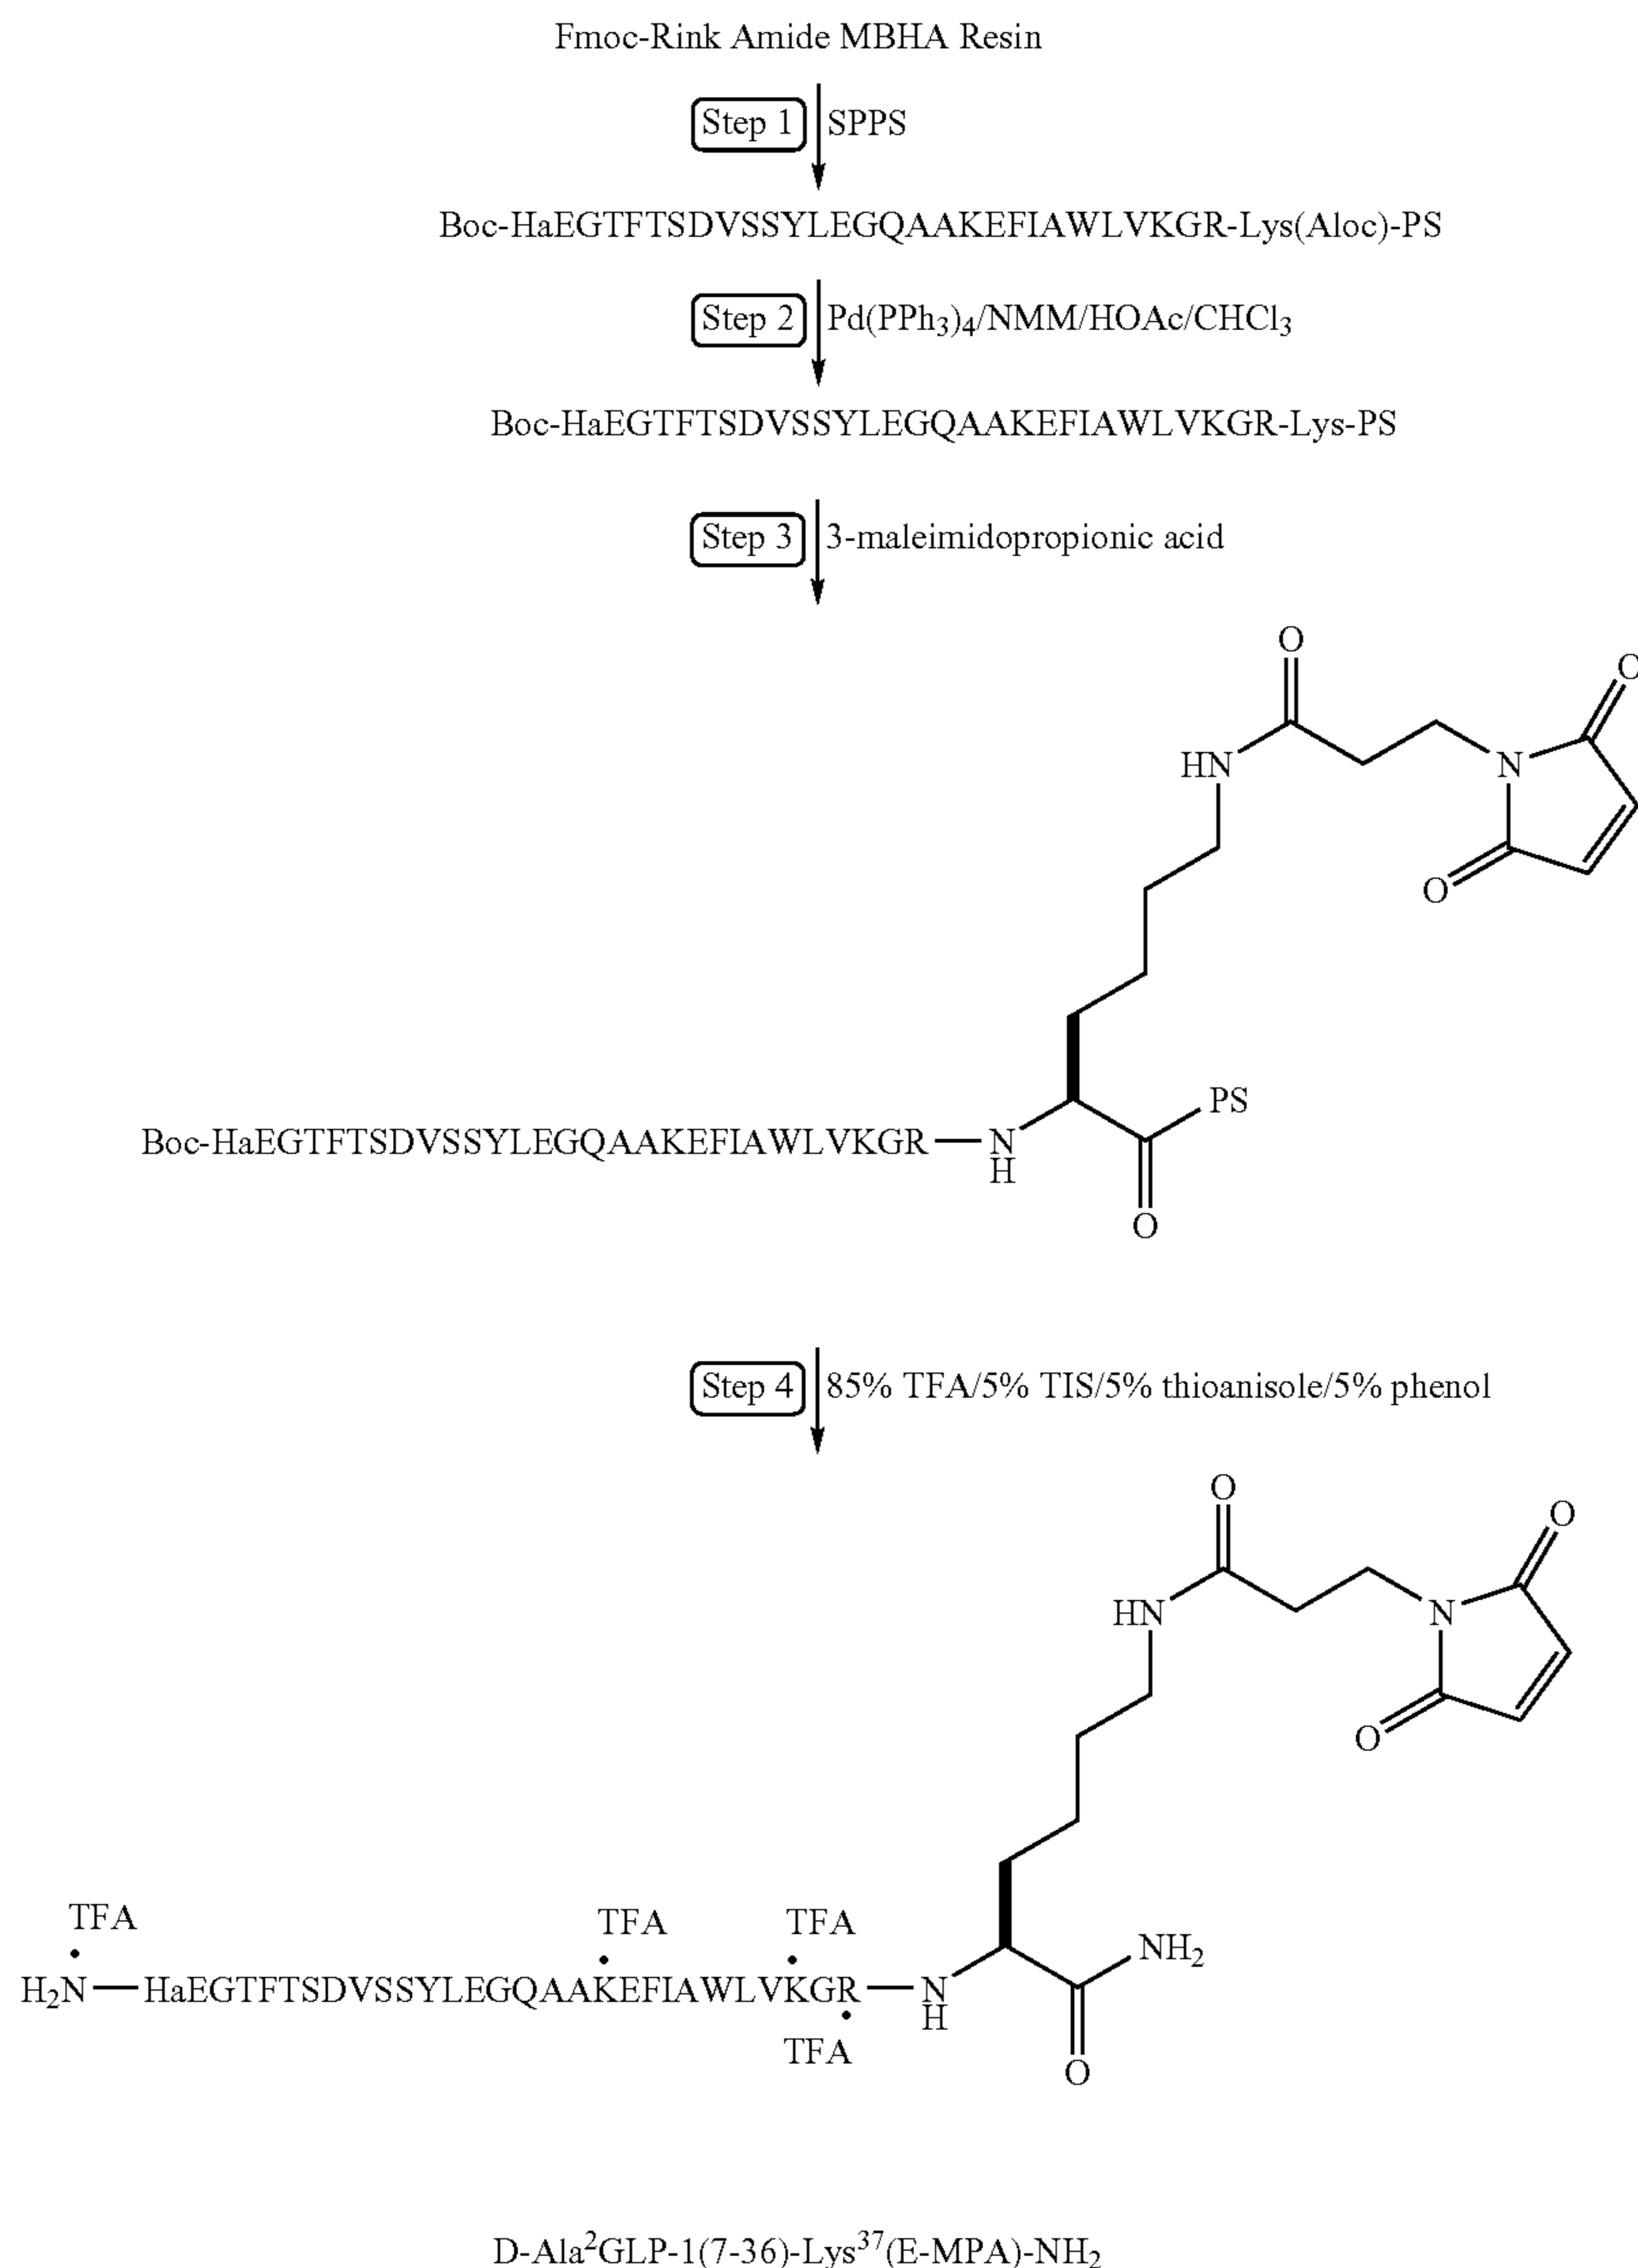 Fmoc-Rink Amide MBHA Resin
Step 1 SPPS
Boc-HaEGTFTSDVSSYLEGQAAKEFIAWLVKGR-Lys(Aloc)-PS
Step 2 Pd(PPh3)4/NMM/HOAc/CHCl3
Boc-HaEGTFTSDVSSYLEGQAAKEFIAWLVKGR-Lys-PS
Step 3 3-maleimidopropionic acid
O
O
HN
N
O
PS
Boc-HaEGTFTSDVSSYLEGQAAKEFIAWLVKGR
N
H
O
Step 4 85% TFA/5% TIS/5% thioanisole/5% phenol
O
O
HN
N
O
TFA
TFA
TFA
NH2
H2N
HaEGTFTSDVSSYLEGQAAKEFIAWLVKGR
N
H
TFA
O
D-Ala2GLP-1(7-36)-Lys37(E-MPA)-NH2